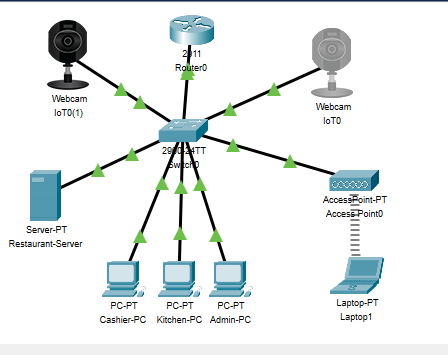 2911
Router0
Webcam
IoT0(1)
Webcam
IoT0
2960-24TT
Switch0
AccessPoint-PT
Access Point0
Server-PT
Restaurant-Server
PC-PT
Cashier-PC
PC-PT
Kitchen-PC
PC-PT
Admin-PC
Laptop-PT
Laptop1